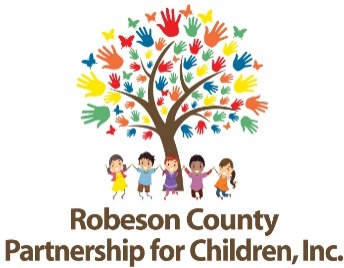 Robeson County
Partnership for Children, Inc.